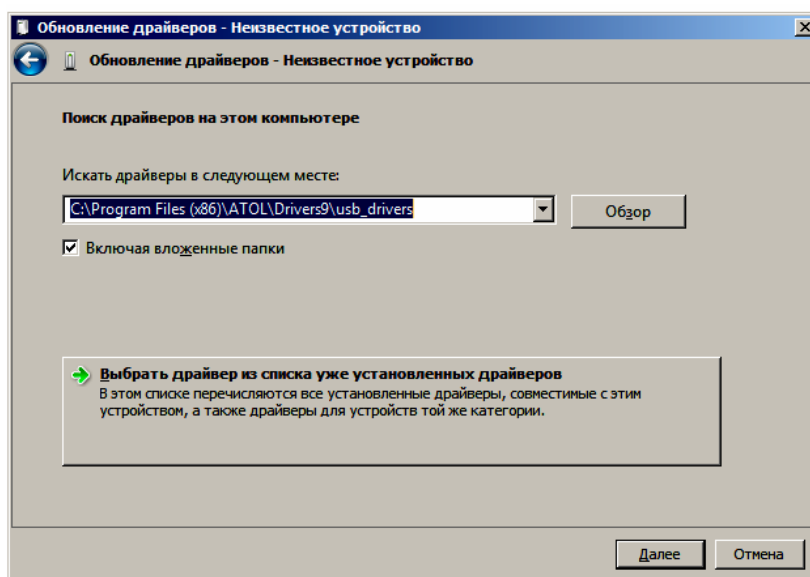 Обновление драйверов - Неизвестное устройство
Обновление драйверов - Неизвестное устройство
Поиск драйверов на этом компьютере
Искать драйверы в следующем месте:
C:\Program Files (x86)\ATOL\Drivers9\usb_drivers
Обзор
Включая вложенные папки
Выбрать драйвер из списка уже установленных драйверов
В этом списке перечисляются все установленные драйверы, совместимые с этим
устройством, а также драйверы для устройств той же категории.
Далее
Отмена